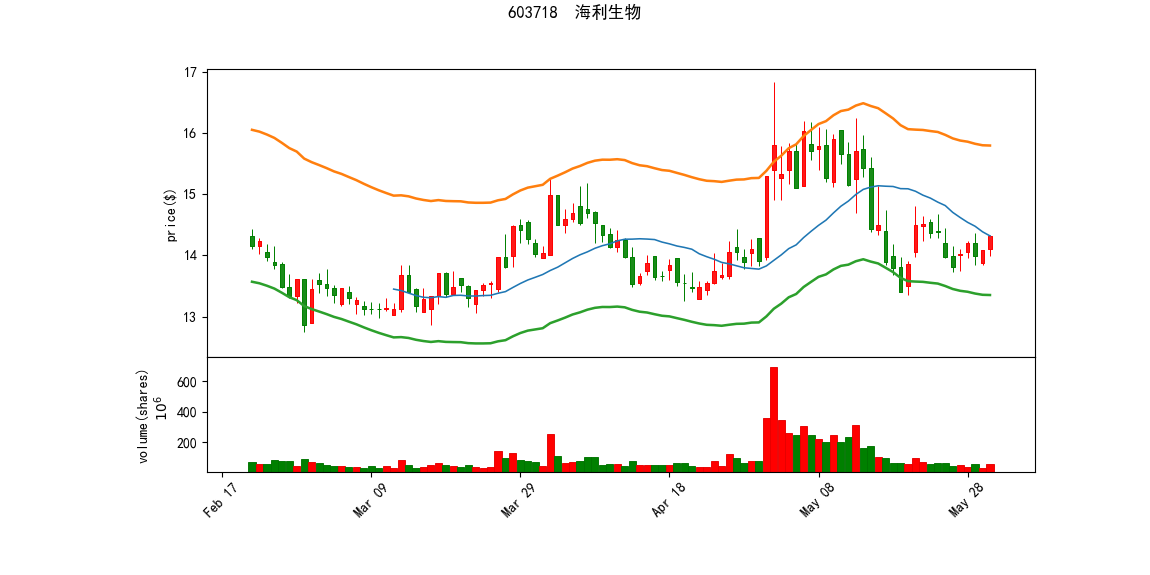 603718 海利生物
price($)
17
16
15
14
13
volume(shares)
10^6
600
400
200
Feb 17
Mar 09
Mar 29
Apr 18
May 08
May 28